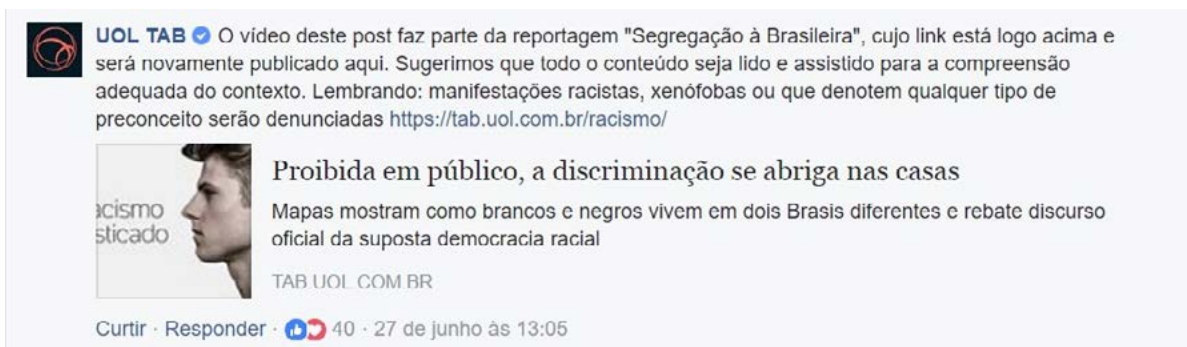 UOL TAB O vídeo deste post faz parte da reportagem "Segregação à Brasileira", cujo link está logo acima e
será novamente publicado aqui. Sugerimos que todo o conteúdo seja lido e assistido para a compreensão
adequada do contexto. Lembrando: manifestações racistas, xenófobas ou que denotem qualquer tipo de
preconceito serão denunciadas https://tab.uol.com.br/racismo/
acismo
sticado
Proibida em público, a discriminação se abriga nas casas
Mapas mostram como brancos e negros vivem em dois Brasis diferentes e rebate discurso
oficial da suposta democracia racial
TAB.UOL.COM.BR
Curtir · Responder · 40 · 27 de junho às 13:05